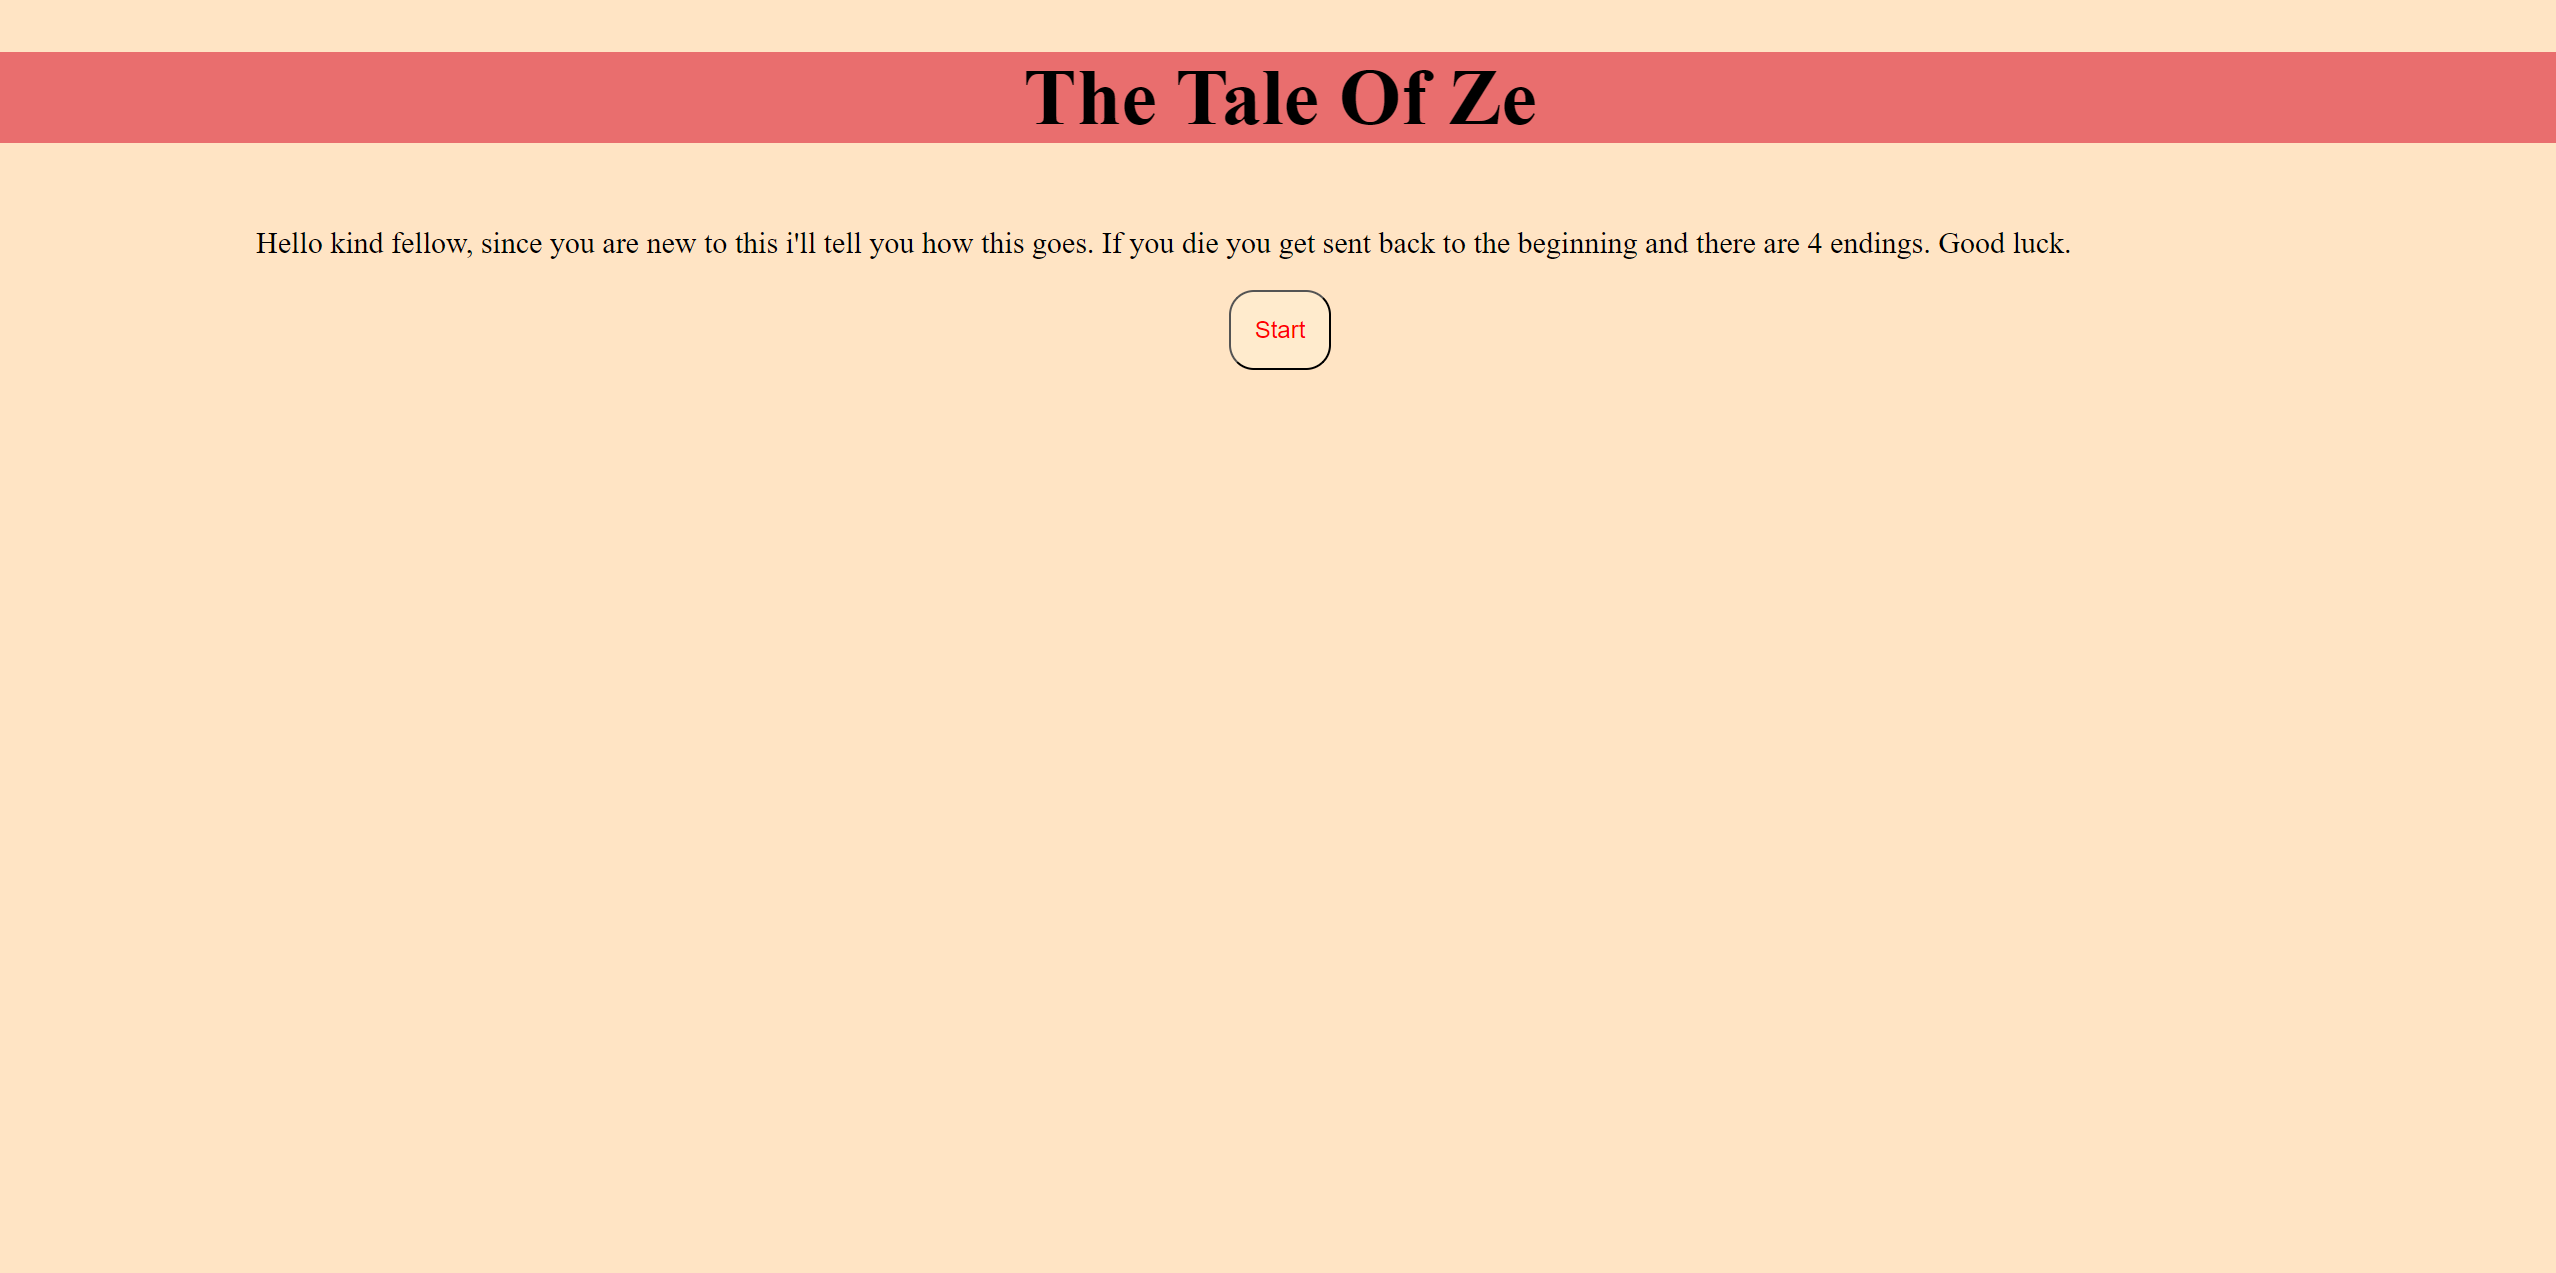 The Tale Of Ze
Hello kind fellow, since you are new to this i'll tell you how this goes. If you die you get sent back to the beginning and there are 4 endings. Good luck.
Start